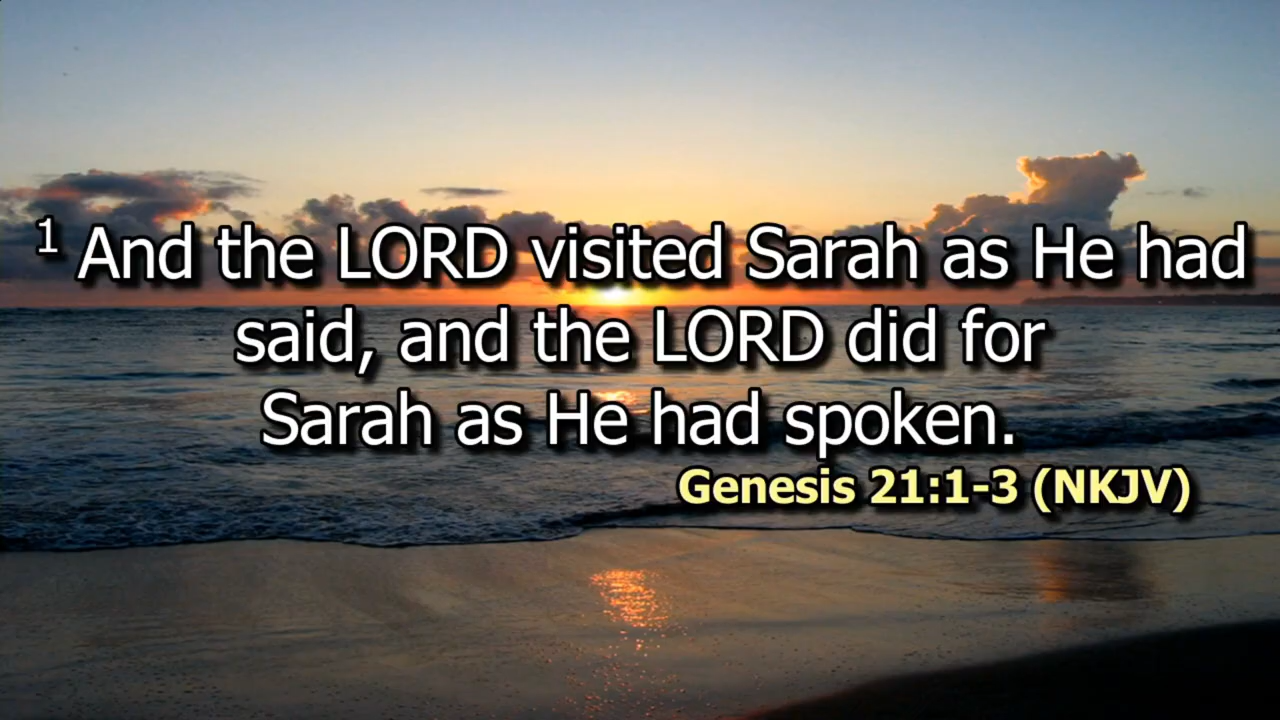 1 And the LORD visited Sarah as He had
said, and the LORD did for
Sarah as He had spoken.
Genesis 21:1-3 (NKJV)